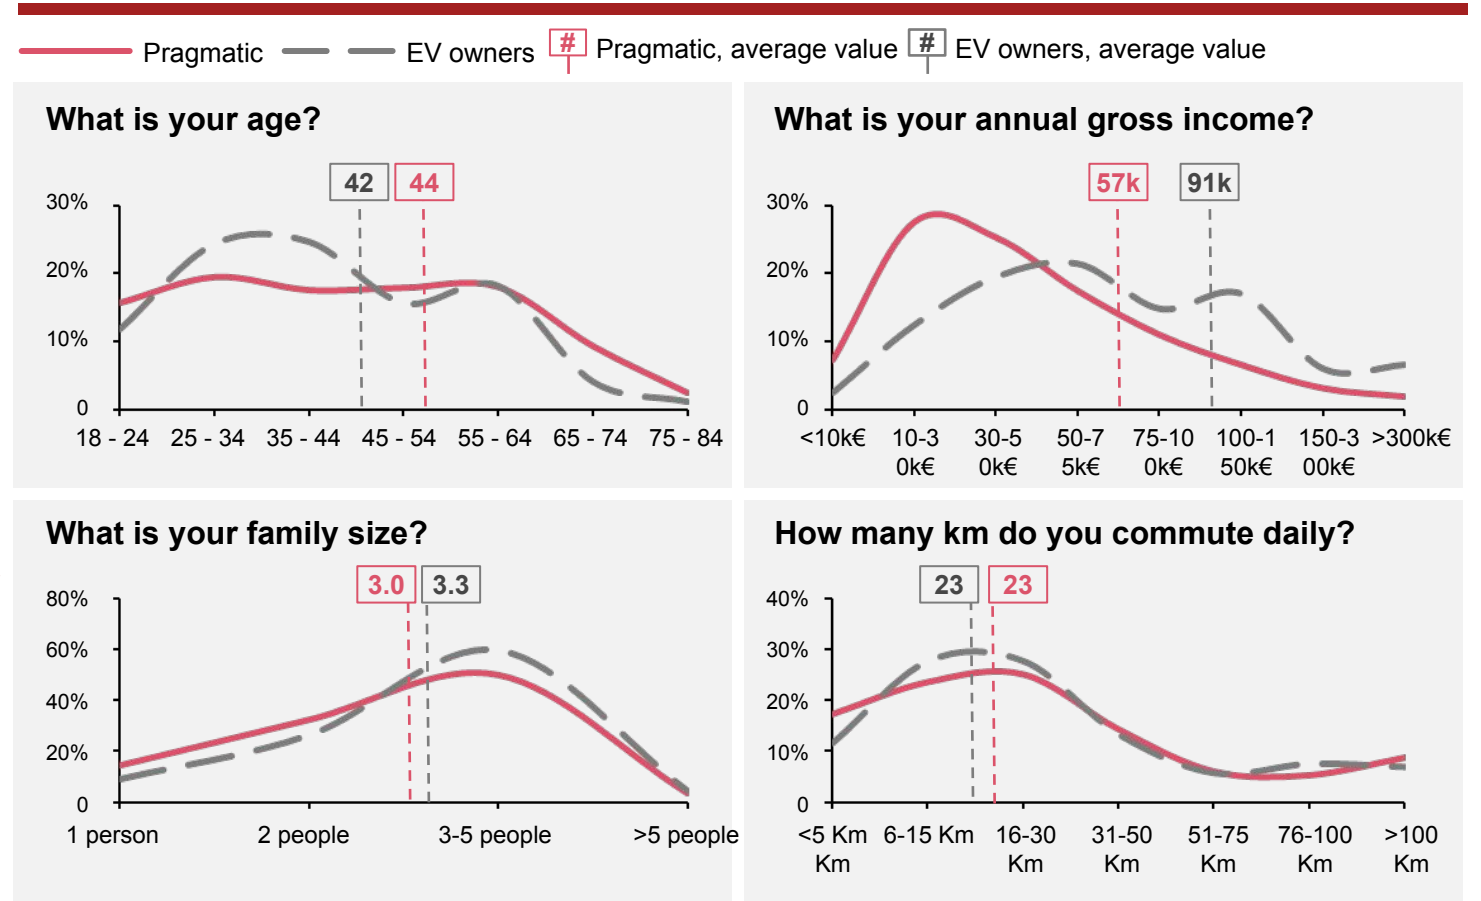 Pragmatic EV owners # Pragmatic, average value # EV owners, average value
What is your age?
42 44
30%
20%
10%
0
18 - 24 25 - 34 35 - 44 45 - 54 55 - 64 65 - 74 75 - 84
What is your annual gross income?
57k 91k
30%
20%
10%
0
<10k€ 10-3 30-5 50-7 75-10 100-1 150-3 >300k€
0k€ 0k€ 5k€ 0k€ 50k€ 00k€
What is your family size?
3.0 3.3
80%
60%
40%
20%
0
1 person 2 people 3-5 people >5 people
How many km do you commute daily?
23 23
40%
30%
20%
10%
0
<5 Km 6-15 Km 16-30 31-50 51-75 76-100 >100
Km Km Km Km Km Km